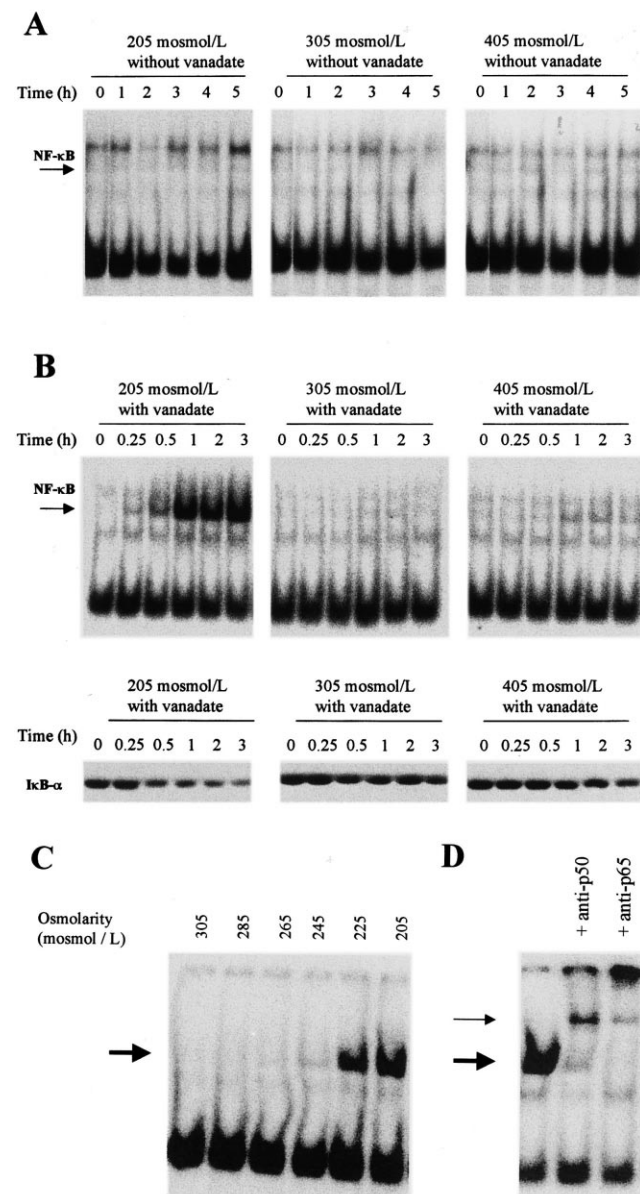 A
205 mosmol/L 305 mosmol/L 405 mosmol/L
without vanadate without vanadate without vanadate
Time (h) 0 1 2 3 4 5 0 1 2 3 4 5 0 1 2 3 4 5
NF-κB
B
205 mosmol/L 305 mosmol/L 405 mosmol/L
with vanadate with vanadate with vanadate
Time (h) 0 0.25 0.5 1 2 3 0 0.25 0.5 1 2 3 0 0.25 0.5 1 2 3
NF-κB
205 mosmol/L 305 mosmol/L 405 mosmol/L
with vanadate with vanadate with vanadate
Time (h)
0 0.25 0.5 1 2 3 0 0.25 0.5 1 2 3 0 0.25 0.5 1 2 3
IκB-α
C
Osmolarity
(mosmol / L)
305 285 265 245 225 205
D
+ anti-p50
+ anti-p65